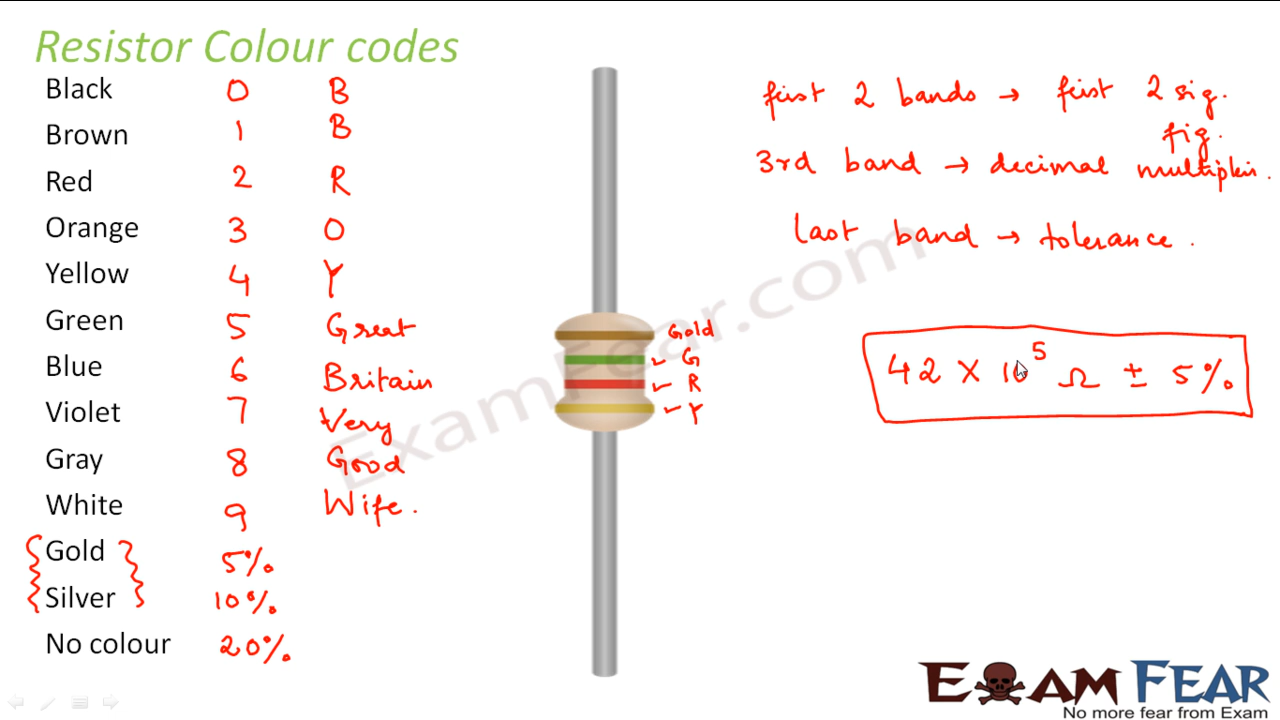 Resistor Colour codes
Black 0 B
Brown 1 B
Red 2 R
Orange 3 O
Yellow 4 Y
Green 5 Great
Blue 6 Britain
Violet 7 Very
Gray 8 Good
White 9 Wife.
Gold 5%
Silver 10%
No colour 20%
Gold
G
R
Y
first 2 bands → first 2 sig.
fig.
3rd band → decimal multiplier.
last band → tolerance.
42 X 10⁵ Ω ± 5%
ExamFear.com
EXAM FEAR
No more fear from Exam